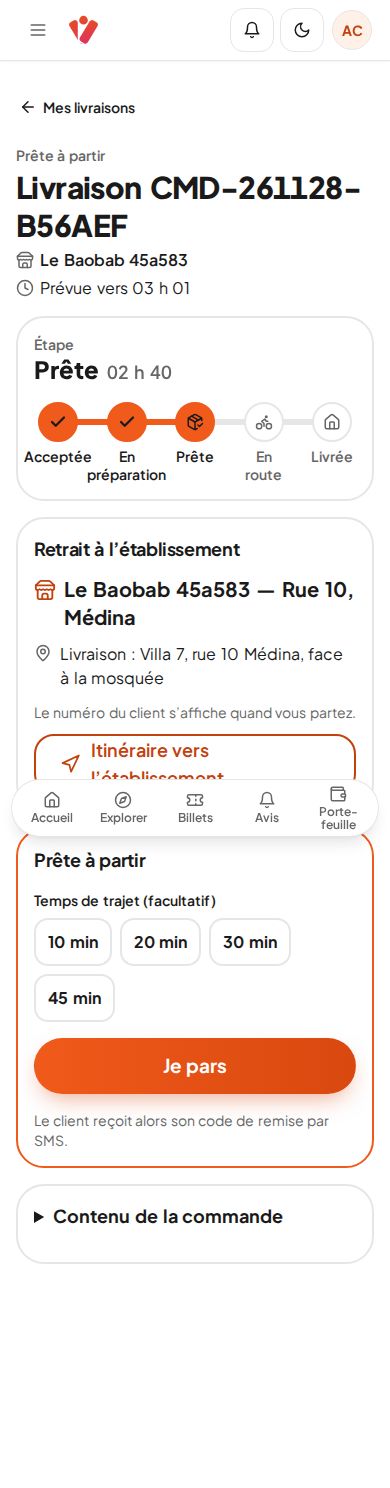 AC
Mes livraisons
Prête à partir
Livraison CMD-261128-
B56AEF
Le Baobab 45a583
Prévue vers 03 h 01
Étape
Prête 02 h 40
Acceptée
En
préparation
Prête
En
route
Livrée
Retrait à l'établissement
Le Baobab 45a583 — Rue 10,
Médina
Livraison : Villa 7, rue 10 Médina, face
à la mosquée
Le numéro du client s'affiche quand vous partez.
Itinéraire vers
l'établissement
Accueil
Explorer
Billets
Avis
Porte-
feuille
Prête à partir
Temps de trajet (facultatif)
10 min
20 min
30 min
45 min
Je pars
Le client reçoit alors son code de remise par
SMS.
Contenu de la commande